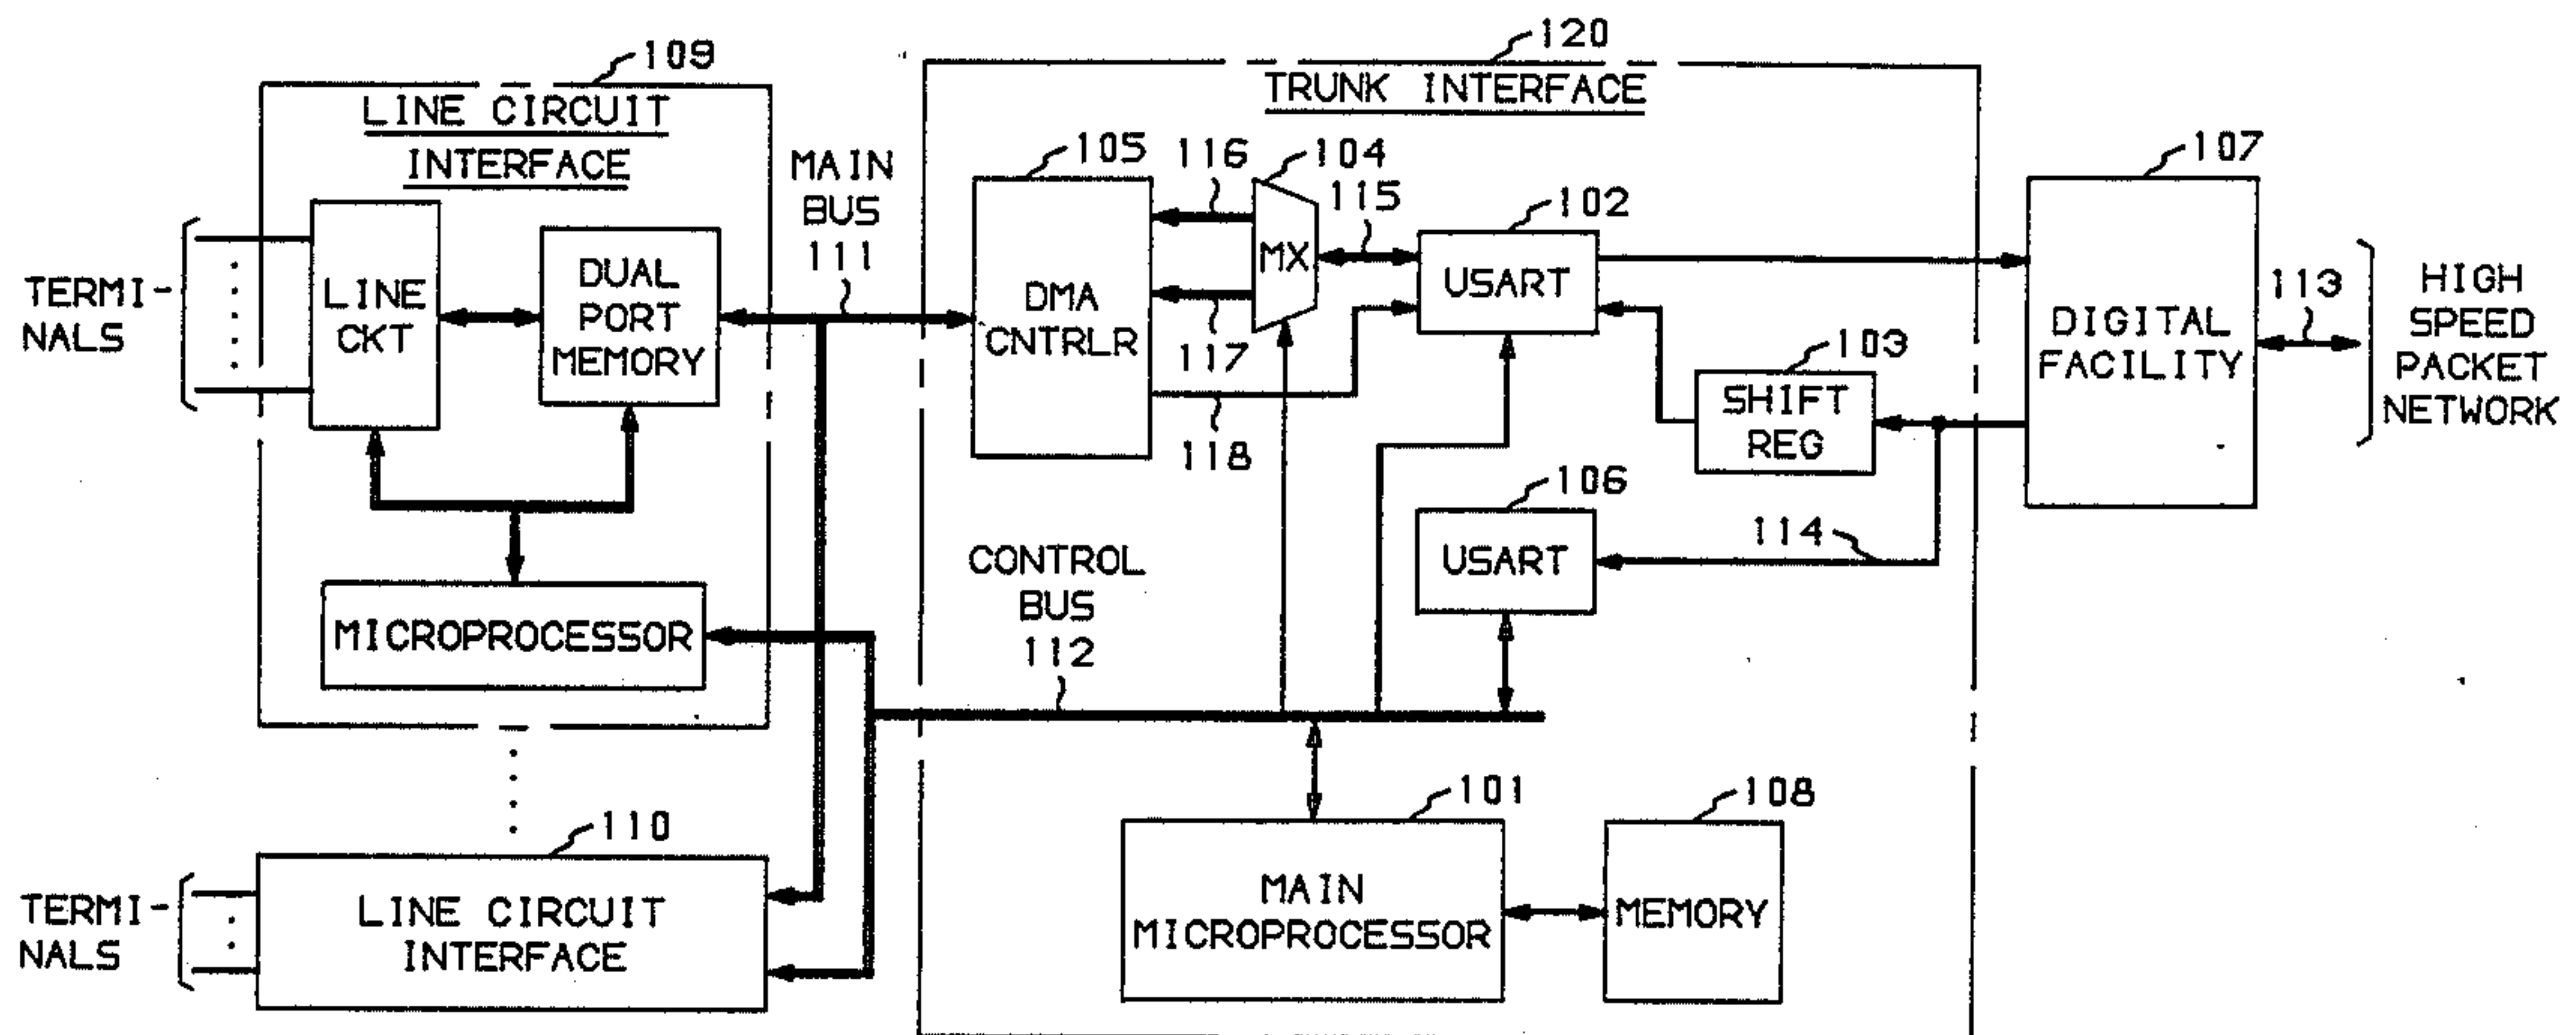 109
LINE CIRCUIT
INTERFACE
TERMI-
NALS
LINE
CKT
DUAL
PORT
MEMORY
MICROPROCESSOR
MAIN
BUS
111
120
TRUNK INTERFACE
105
DMA
CNTRLR
116
104
MX
115
117
118
102
USART
103
SHIFT
REG
106
USART
114
107
DIGITAL
FACILITY
113
HIGH
SPEED
PACKET
NETWORK
CONTROL
BUS
112
110
TERMI-
NALS
LINE CIRCUIT
INTERFACE
101
MAIN
MICROPROCESSOR
108
MEMORY